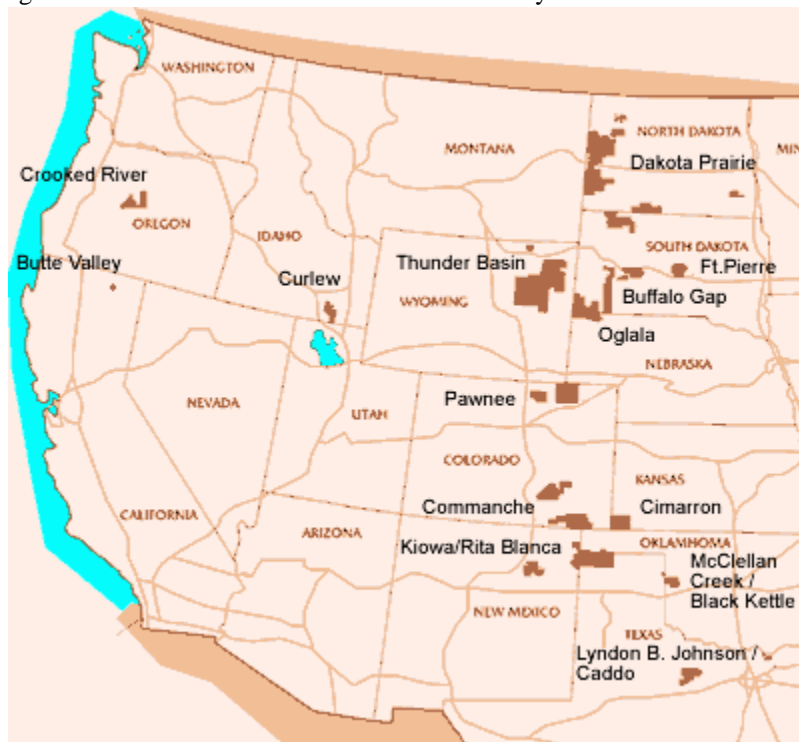 WASHINGTON
NORTH DAKOTA
MONTANA
MIN
Dakota Prairie
Crooked River
OREGON
IDAHO
SOUTH DAKOTA
Butte Valley
Thunder Basin
Ft.Pierre
Curlew
WYOMING
Buffalo Gap
Oglala
NEBRASKA
Pawnee
NEVADA
UTAH
COLORADO
KANSAS
Commanche
Cimarron
CALIFORNIA
ARIZONA
Kiowa/Rita Blanca
OKLAMHOMA
McClellan
Creek /
Black Kettle
NEW MEXICO
TEXAS
Lyndon B. Johnson /
Caddo